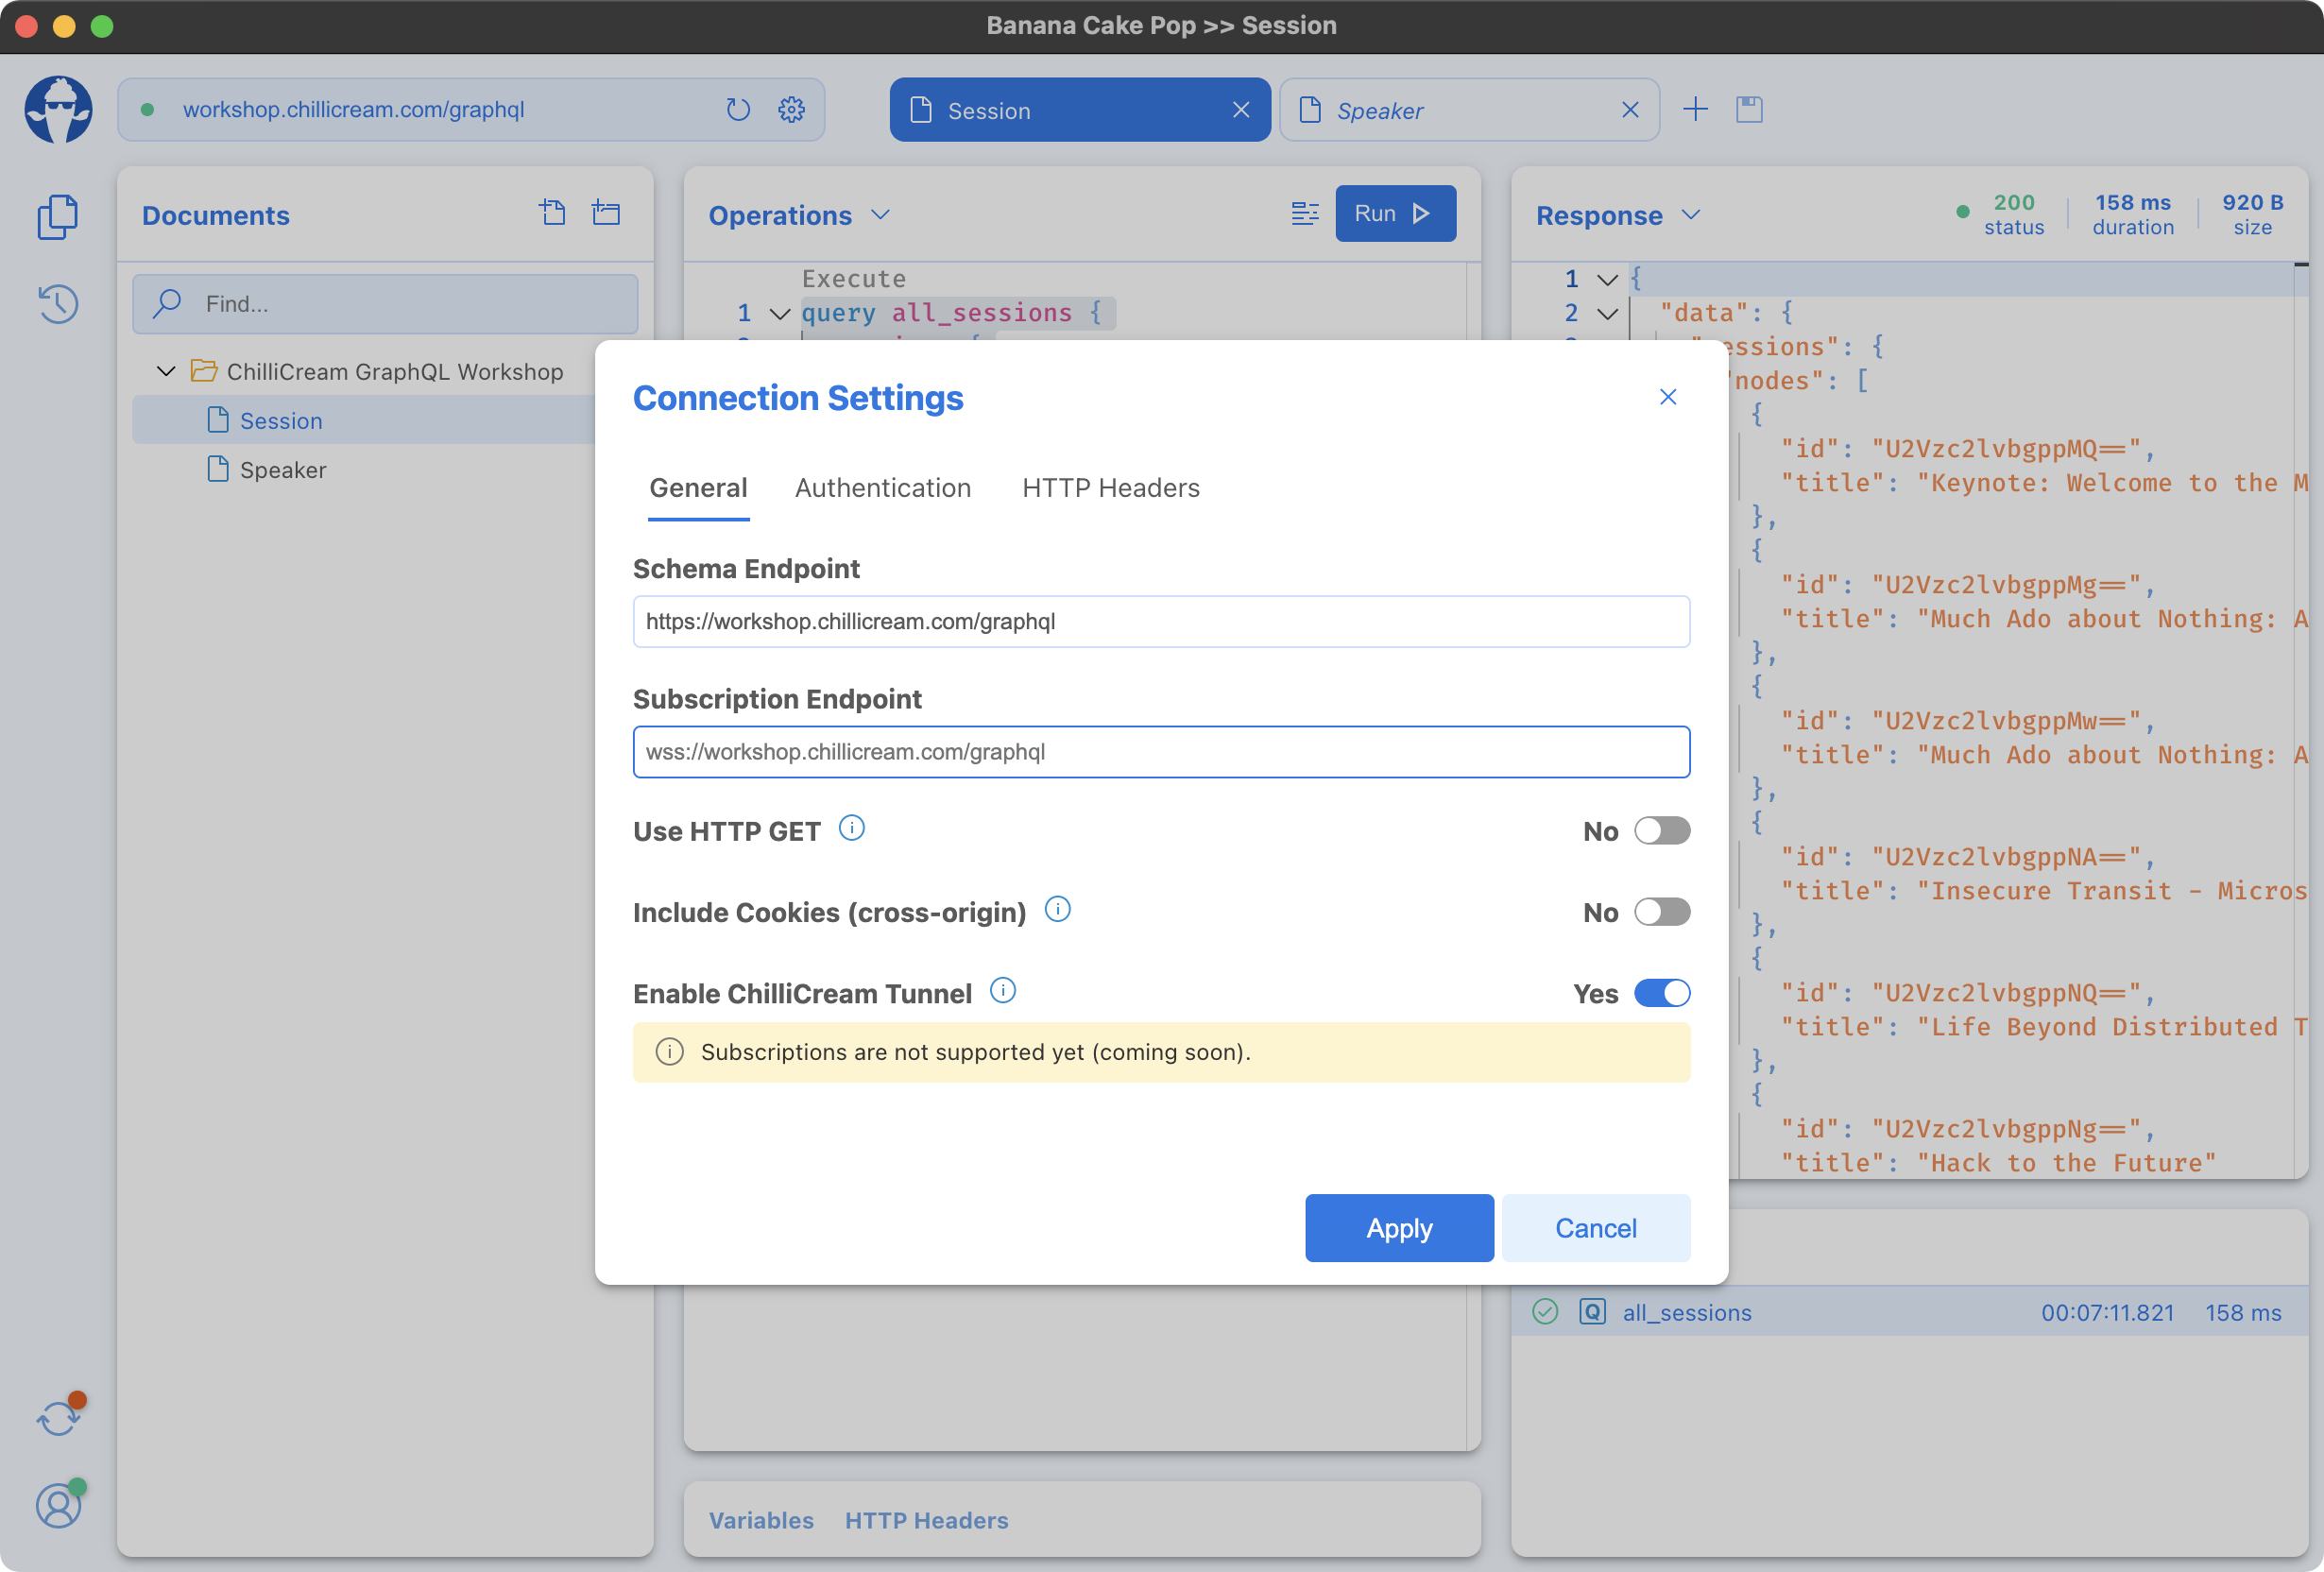 Banana Cake Pop >> Session
workshop.chillicream.com/graphql
Session
Speaker
Documents
Find...
ChilliCream GraphQL Workshop
Session
Speaker
Operations
Run
Execute
1 query all_sessions {
Response
200 status
158 ms duration
920 B size
1 {
2 "data": {
essions": {
nodes": [
{
"id": "U2Vzc2lvbgppMQ==",
"title": "Keynote: Welcome to the M
},
{
"id": "U2Vzc2lvbgppMg==",
"title": "Much Ado about Nothing: A
},
{
"id": "U2Vzc2lvbgppMw==",
"title": "Much Ado about Nothing: A
},
{
"id": "U2Vzc2lvbgppNA==",
"title": "Insecure Transit - Micros
},
{
"id": "U2Vzc2lvbgppNQ==",
"title": "Life Beyond Distributed T
},
{
"id": "U2Vzc2lvbgppNg==",
"title": "Hack to the Future"
Connection Settings
General Authentication HTTP Headers
Schema Endpoint
https://workshop.chillicream.com/graphql
Subscription Endpoint
wss://workshop.chillicream.com/graphql
Use HTTP GET No
Include Cookies (cross-origin) No
Enable ChilliCream Tunnel Yes
Subscriptions are not supported yet (coming soon).
Apply Cancel
Q all_sessions 00:07:11.821 158 ms
Variables HTTP Headers